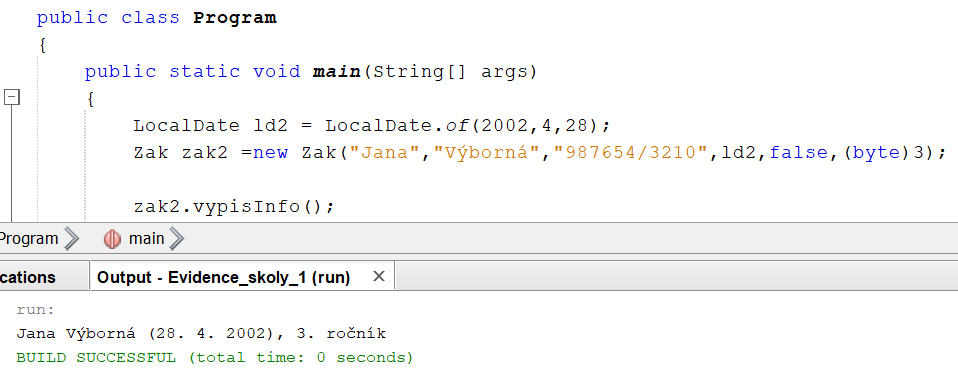 public class Program
{
public static void main(String[] args)
{
LocalDate ld2 = LocalDate.of(2002,4,28);
Zak zak2 =new Zak("Jana","Výborná","987654/3210",ld2,false,(byte)3);
zak2.vypisInfo();
Program main
cations Output - Evidence_skoly_1 (run) ×
run:
Jana Výborná (28. 4. 2002), 3. ročník
BUILD SUCCESSFUL (total time: 0 seconds)